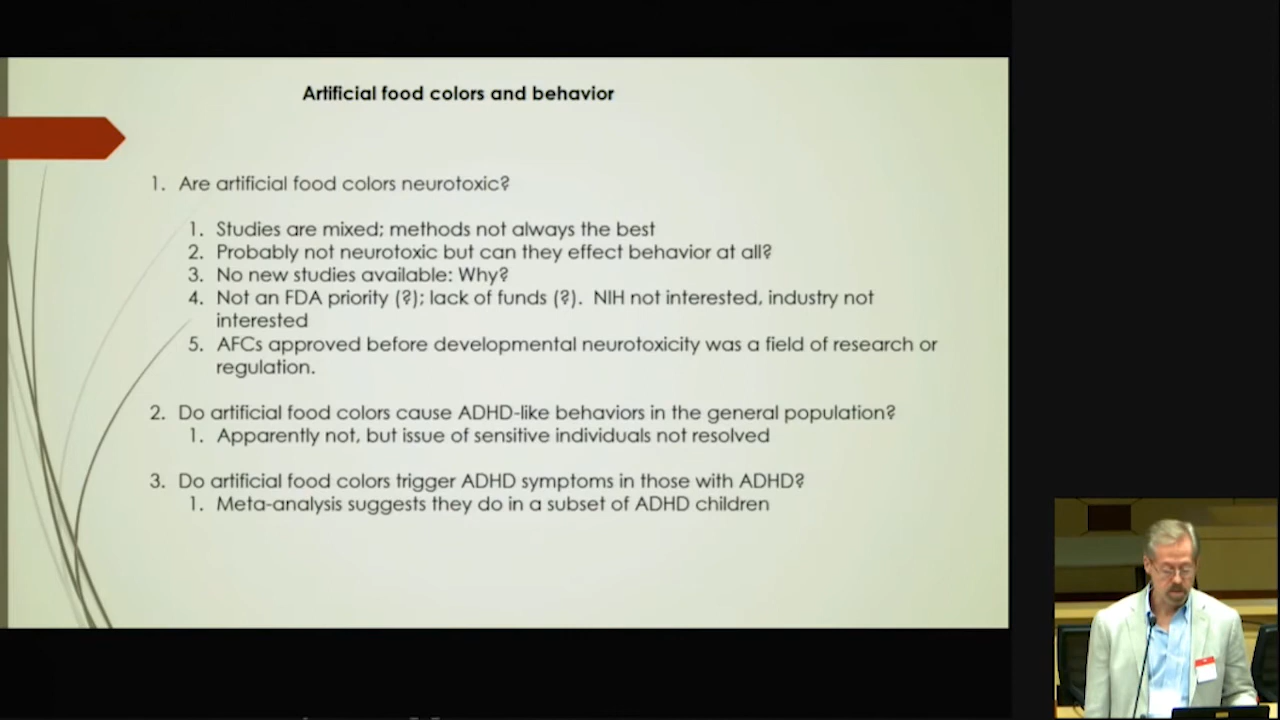 Artificial food colors and behavior
1. Are artificial food colors neurotoxic?
1. Studies are mixed; methods not always the best
2. Probably not neurotoxic but can they effect behavior at all?
3. No new studies available: Why?
4. Not an FDA priority (?); lack of funds (?). NIH not interested, industry not
interested
5. AFCs approved before developmental neurotoxicity was a field of research or
regulation.
2. Do artificial food colors cause ADHD-like behaviors in the general population?
1. Apparently not, but issue of sensitive individuals not resolved
3. Do artificial food colors trigger ADHD symptoms in those with ADHD?
1. Meta-analysis suggests they do in a subset of ADHD children